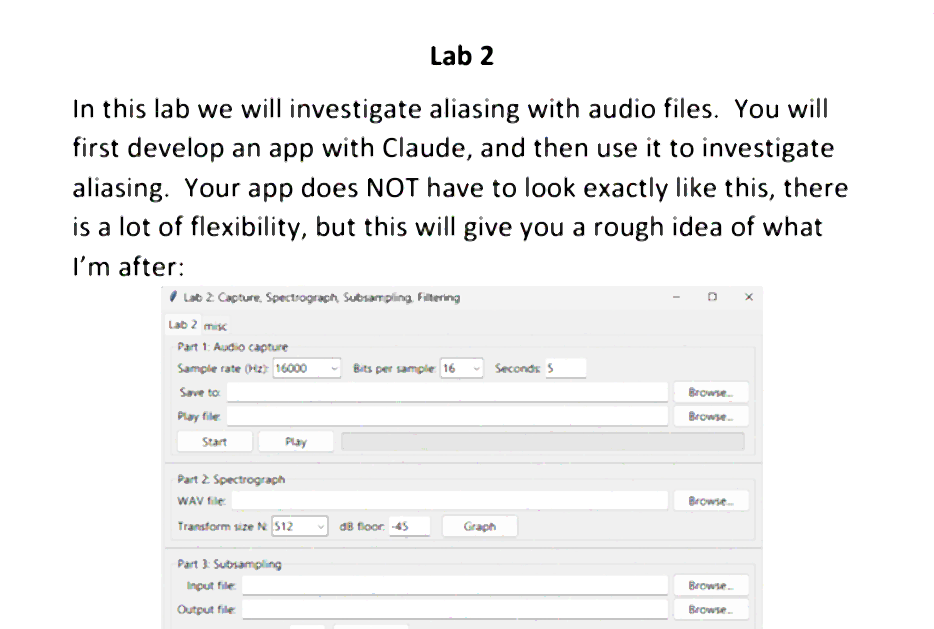 Lab 2
In this lab we will investigate aliasing with audio files.  You will
first develop an app with Claude, and then use it to investigate
aliasing.  Your app does NOT have to look exactly like this, there
is a lot of flexibility, but this will give you a rough idea of what
I'm after:
Lab 2: Capture, Spectrograph, Subsampling, Filtering
Lab 2 misc
Part 1: Audio capture
Sample rate (Hz): 16000 Bits per sample: 16 Seconds: 5
Save to: Browse...
Play file: Browse...
Start Play
Part 2: Spectrograph
WAV file: Browse...
Transform size N: 512 dB floor: -45 Graph
Part 3: Subsampling
Input file: Browse...
Output file: Browse...